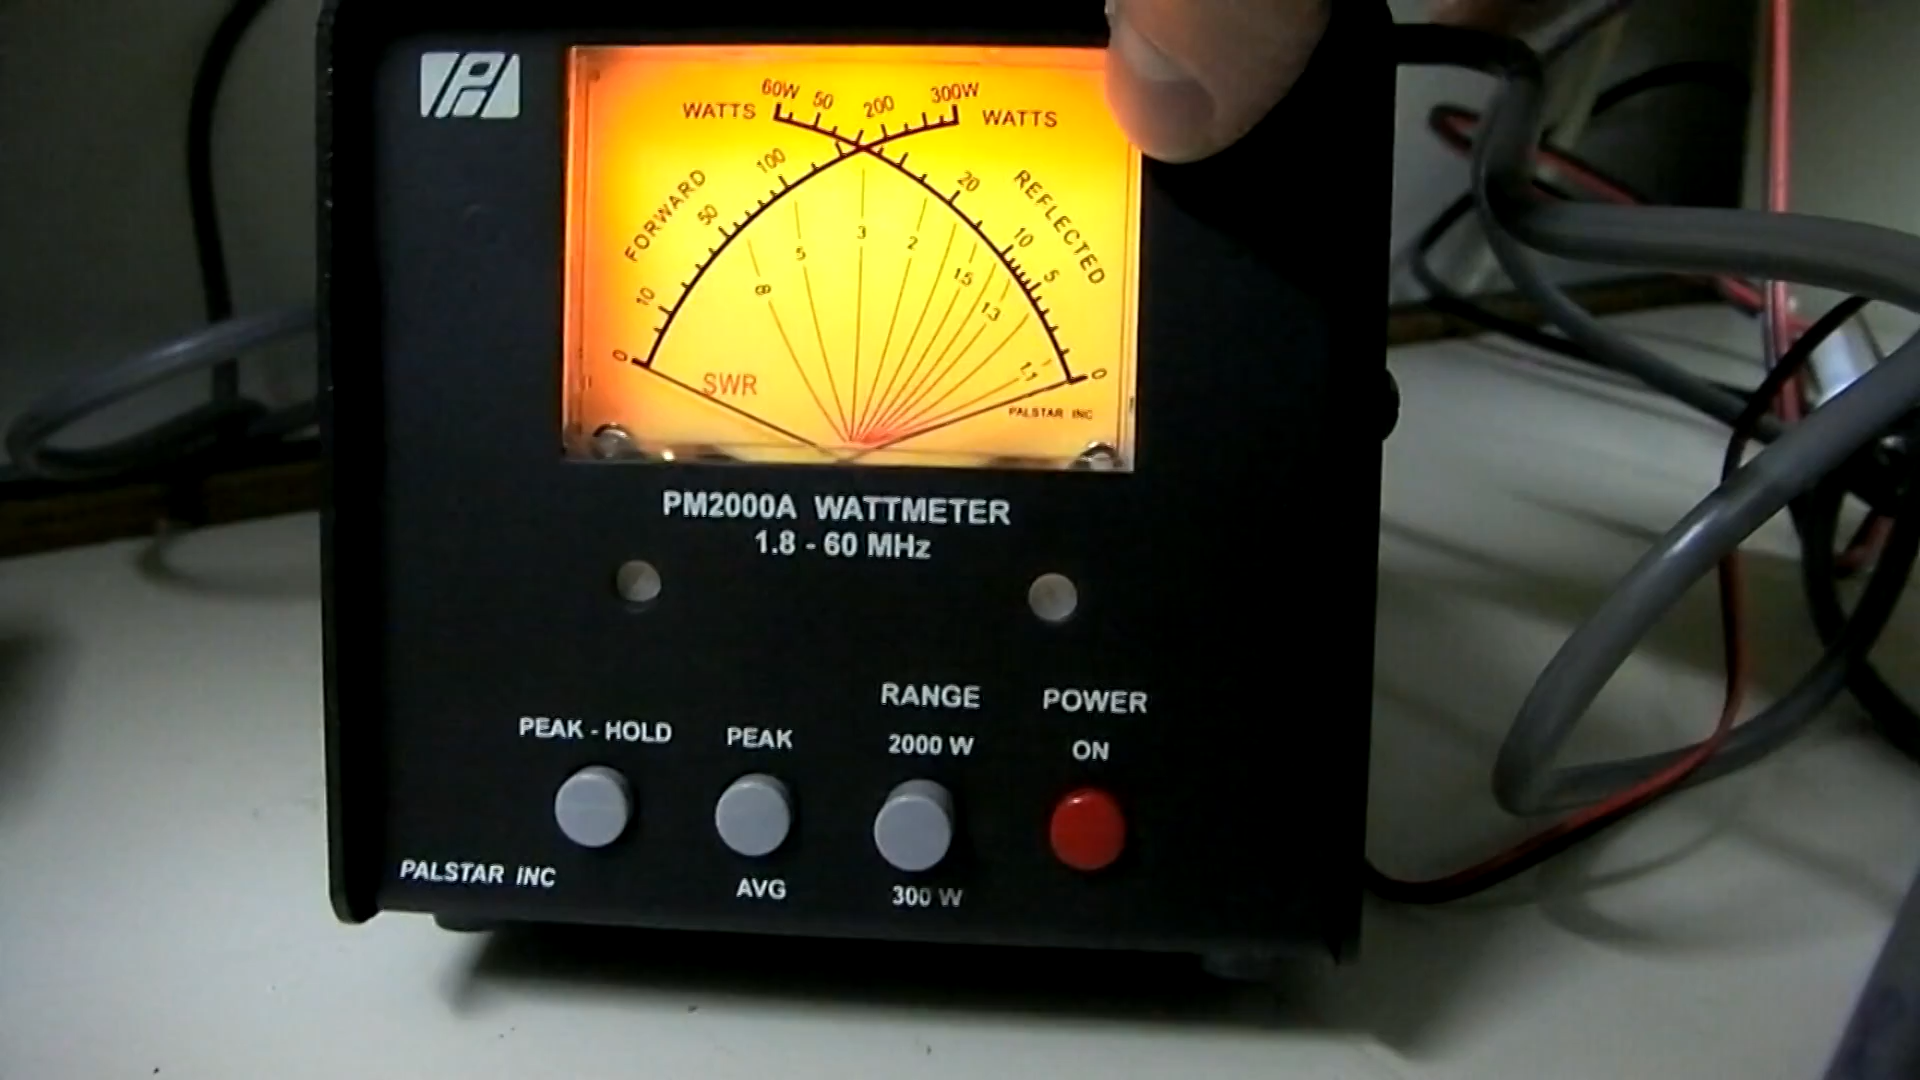 60W 50 200 300W
WATTS WATTS
100 20
FORWARD REFLECTED
50 10
3 2
5 1.5 5
8 1.3
10
0 1.1 0
SWR
PALSTAR INC
PM2000A WATTMETER
1.8 - 60 MHz
RANGE POWER
PEAK - HOLD PEAK 2000 W ON
PALSTAR INC AVG 300 W